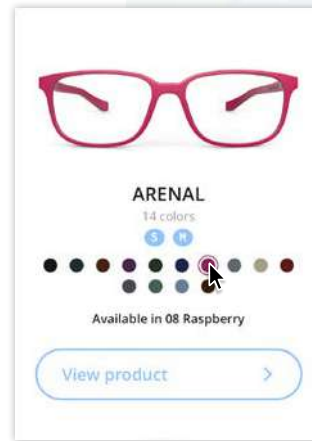 ARENAL
14 colors
S M
Available in 08 Raspberry
View product